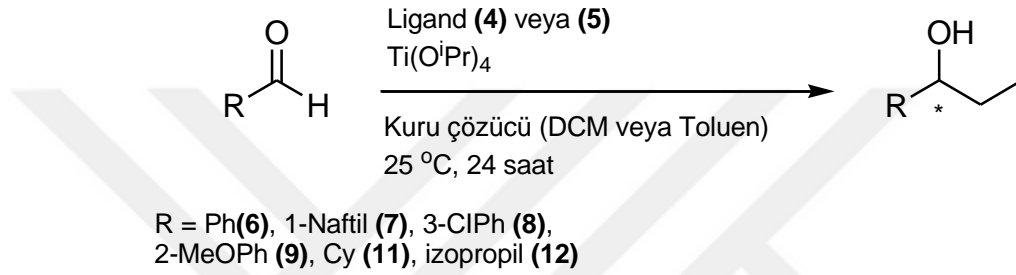 Ligand (4) veya (5)
Ti(OⁱPr)₄
O
R
H
OH
R
*
Kuru çözücü (DCM veya Toluen)
25 °C, 24 saat
R = Ph(6), 1-Naftil (7), 3-ClPh (8),
2-MeOPh (9), Cy (11), izopropil (12)